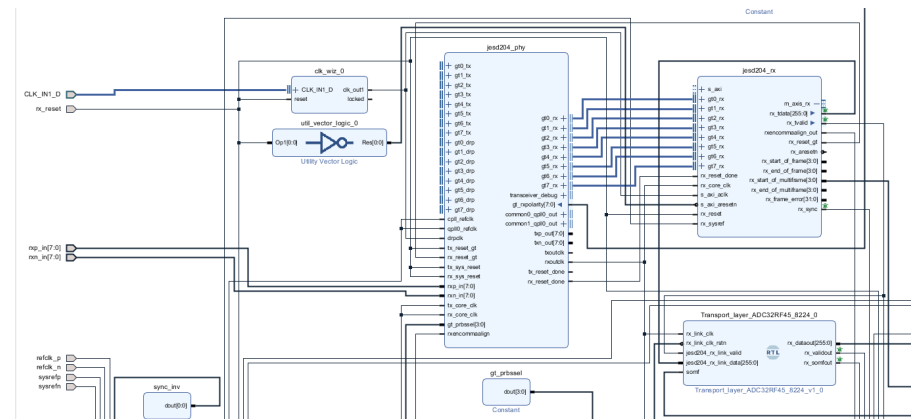 Constant
CLK_IN1_D
rx_reset
clk_wiz_0
CLK_IN1_D
reset
clk_out1
locked
util_vector_logic_0
Op1[0:0]
Res[0:0]
Utility Vector Logic
jesd204_phy
gt0_tx
gt1_tx
gt2_tx
gt3_tx
gt4_tx
gt5_tx
gt6_tx
gt7_tx
gt0_drp
gt1_drp
gt2_drp
gt3_drp
gt4_drp
gt5_drp
gt6_drp
gt7_drp
cpll_refclk
qpll0_refclk
drpclk
tx_reset_gt
rx_reset_gt
tx_sys_reset
rx_sys_reset
rxp_in[7:0]
rxn_in[7:0]
tx_core_clk
rx_core_clk
gt_prbssel[3:0]
rxencommaalign
gt0_rx
gt1_rx
gt2_rx
gt3_rx
gt4_rx
gt5_rx
gt6_rx
gt7_rx
transceiver_debug
gt_rxpolarity[7:0]
common0_qpll0_out
common1_qpll0_out
txp_out[7:0]
txn_out[7:0]
txoutclk
rxoutclk
tx_reset_done
rx_reset_done
jesd204_rx
s_axi
gt0_rx
gt1_rx
gt2_rx
gt3_rx
gt4_rx
gt5_rx
gt6_rx
gt7_rx
rx_reset_done
rx_core_clk
s_axi_aclk
s_axi_aresetn
rx_reset
rx_sysref
m_axis_rx
rx_tdata[255:0]
rx_tvalid
rxencommaalign_out
rx_reset_gt
rx_aresetn
rx_start_of_frame[3:0]
rx_end_of_frame[3:0]
rx_start_of_multiframe[3:0]
rx_end_of_multiframe[3:0]
rx_frame_error[31:0]
rx_sync
rxp_in[7:0]
rxn_in[7:0]
Transport_layer_ADC32RF45_8224_0
rx_link_clk
rx_link_clk_rstn
jesd204_rx_link_valid
jesd204_rx_link_data[255:0]
somf
RTL
rx_dataout[255:0]
rx_validout
rx_somfout
Transport_layer_ADC32RF45_8224_v1_0
refclk_p
refclk_n
sysrefp
sysrefn
sync_inv
dout[0:0]
gt_prbssel
dout[3:0]
Constant